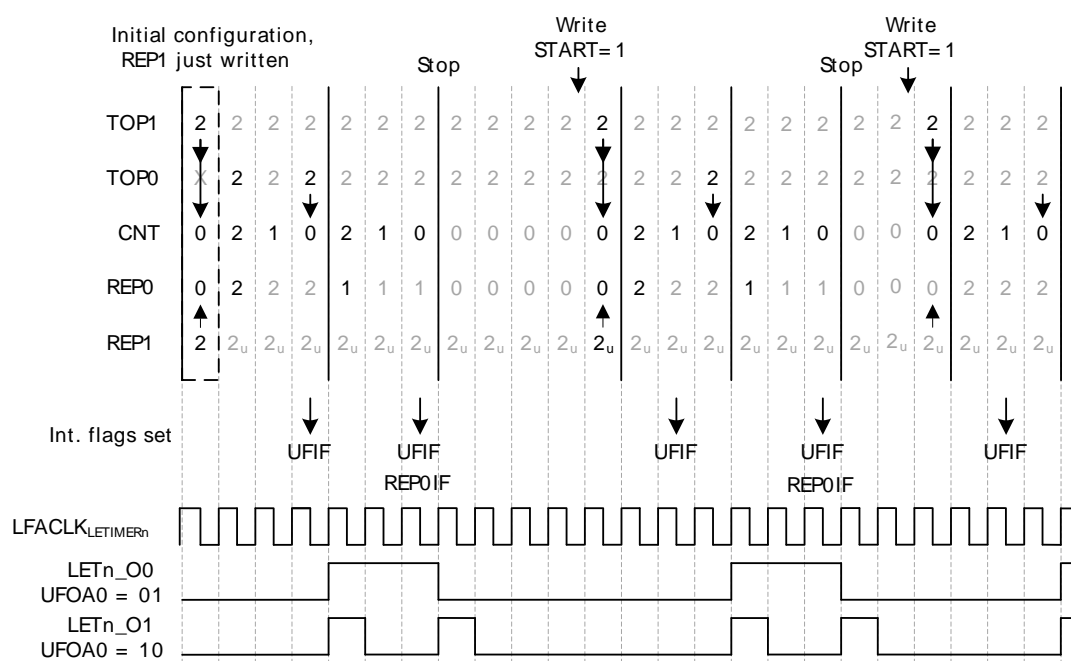 Initial configuration,
REP1 just written
Stop
Write
START= 1
Stop
Write
START= 1
TOP1 2 2 2 2 2 2 2 2 2 2 2 2 2 2 2 2 2 2 2 2 2 2 2 2
TOP0 X 2 2 2 2 2 2 2 2 2 2 2 2 2 2 2 2 2 2 2 2 2 2 2
CNT 0 2 1 0 2 1 0 0 0 0 0 0 2 1 0 2 1 0 0 0 0 2 1 0
REP0 0 2 2 2 1 1 1 0 0 0 0 0 2 2 2 1 1 1 0 0 0 2 2 2
REP1 2 2u 2u 2u 2u 2u 2u 2u 2u 2u 2u 2u 2u 2u 2u 2u 2u 2u 2u 2u 2u 2u 2u 2u
Int. flags set
UFIF UFIF UFIF UFIF UFIF
REP0IF REP0IF
LFACLKLETIMERn
LETn_O0
UFOA0 = 01
LETn_O1
UFOA0 = 10